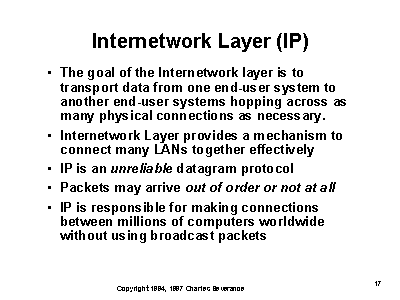 Internetwork Layer (IP)
• The goal of the Internetwork layer is to
transport data from one end-user system to
another end-user systems hopping across as
many physical connections as necessary.
• Internetwork Layer provides a mechanism to
connect many LANs together effectively
• IP is an unreliable datagram protocol
• Packets may arrive out of order or not at all
• IP is responsible for making connections
between millions of computers worldwide
without using broadcast packets
Copyright 1994, 1997 Charles Severance
17